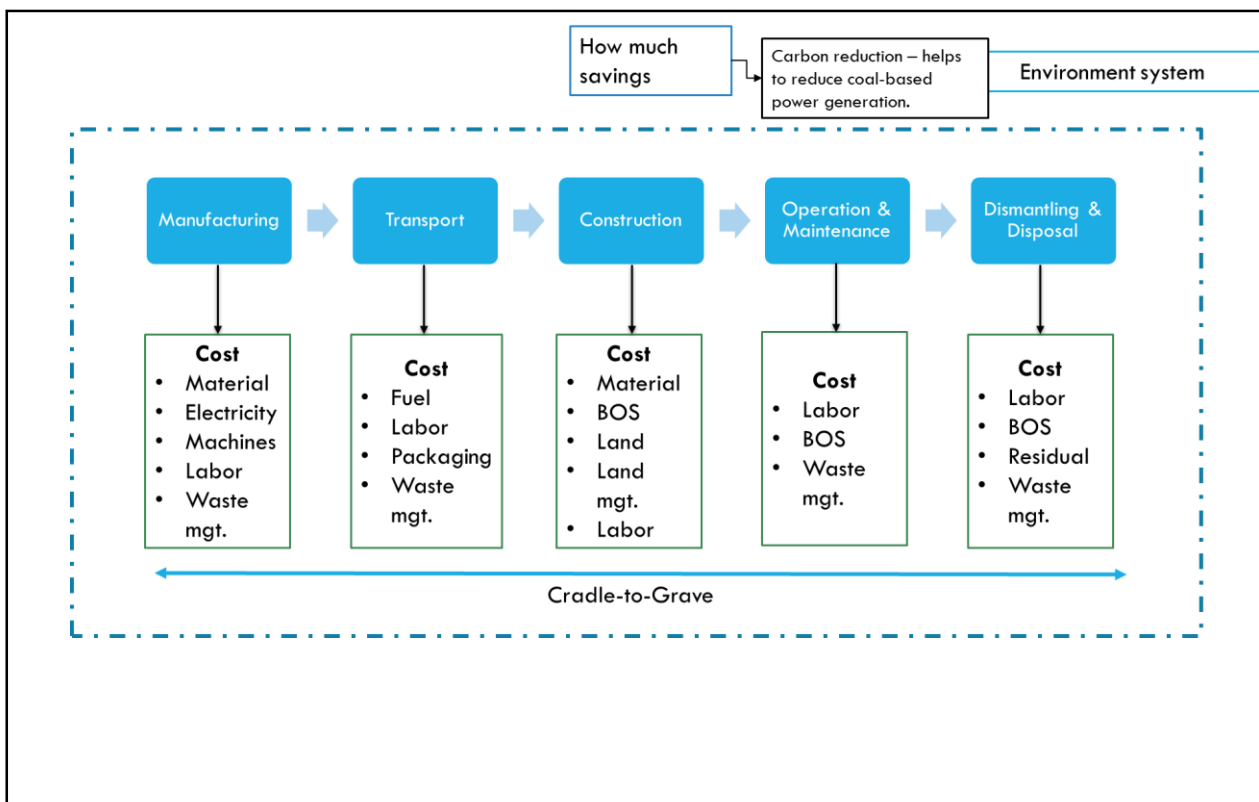 How much
savings
Carbon reduction – helps
to reduce coal-based
power generation.
Environment system
Manufacturing
Transport
Construction
Operation &
Maintenance
Dismantling &
Disposal
Cost
• Material
• Electricity
• Machines
• Labor
• Waste
mgt.
Cost
• Fuel
• Labor
• Packaging
• Waste
mgt.
Cost
• Material
• BOS
• Land
• Land
mgt.
• Labor
Cost
• Labor
• BOS
• Waste
mgt.
Cost
• Labor
• BOS
• Residual
• Waste
mgt.
Cradle-to-Grave